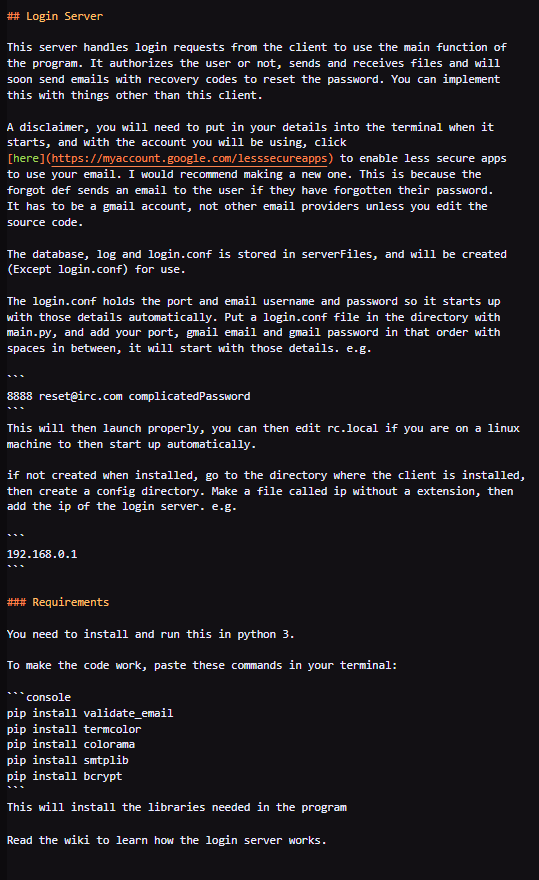 ## Login Server
This server handles login requests from the client to use the main function of
the program. It authorizes the user or not, sends and receives files and will
soon send emails with recovery codes to reset the password. You can implement
this with things other than this client.
A disclaimer, you will need to put in your details into the terminal when it
starts, and with the account you will be using, click
[here](https://myaccount.google.com/lesssecureapps) to enable less secure apps
to use your email. I would recommend making a new one. This is because the
forgot def sends an email to the user if they have forgotten their password.
It has to be a gmail account, not other email providers unless you edit the
source code.
The database, log and login.conf is stored in serverFiles, and will be created
(Except login.conf) for use.
The login.conf holds the port and email username and password so it starts up
with those details automatically. Put a login.conf file in the directory with
main.py, and add your port, gmail email and gmail password in that order with
spaces in between, it will start with those details. e.g.
```
8888 reset@irc.com complicatedPassword
```
This will then launch properly, you can then edit rc.local if you are on a linux
machine to then start up automatically.
if not created when installed, go to the directory where the client is installed,
then create a config directory. Make a file called ip without a extension, then
add the ip of the login server. e.g.
```
192.168.0.1
```
### Requirements
You need to install and run this in python 3.
To make the code work, paste these commands in your terminal:
```console
pip install validate_email
pip install termcolor
pip install colorama
pip install smtplib
pip install bcrypt
```
This will install the libraries needed in the program
Read the wiki to learn how the login server works.